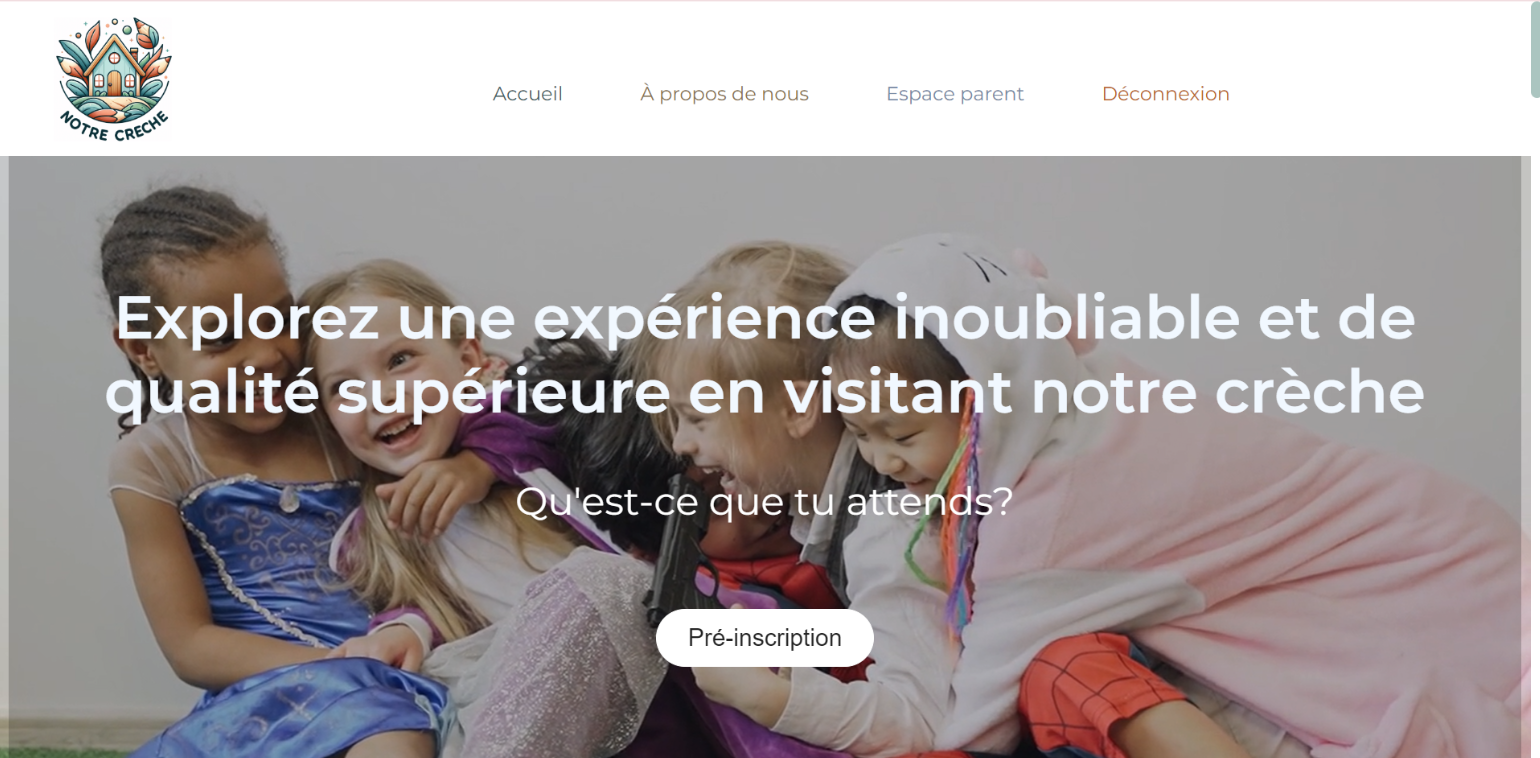 NOTRE CRECHE
Accueil
À propos de nous
Espace parent
Déconnexion
Explorez une expérience inoubliable et de
qualité supérieure en visitant notre crèche
Qu'est-ce que tu attends?
Pré-inscription